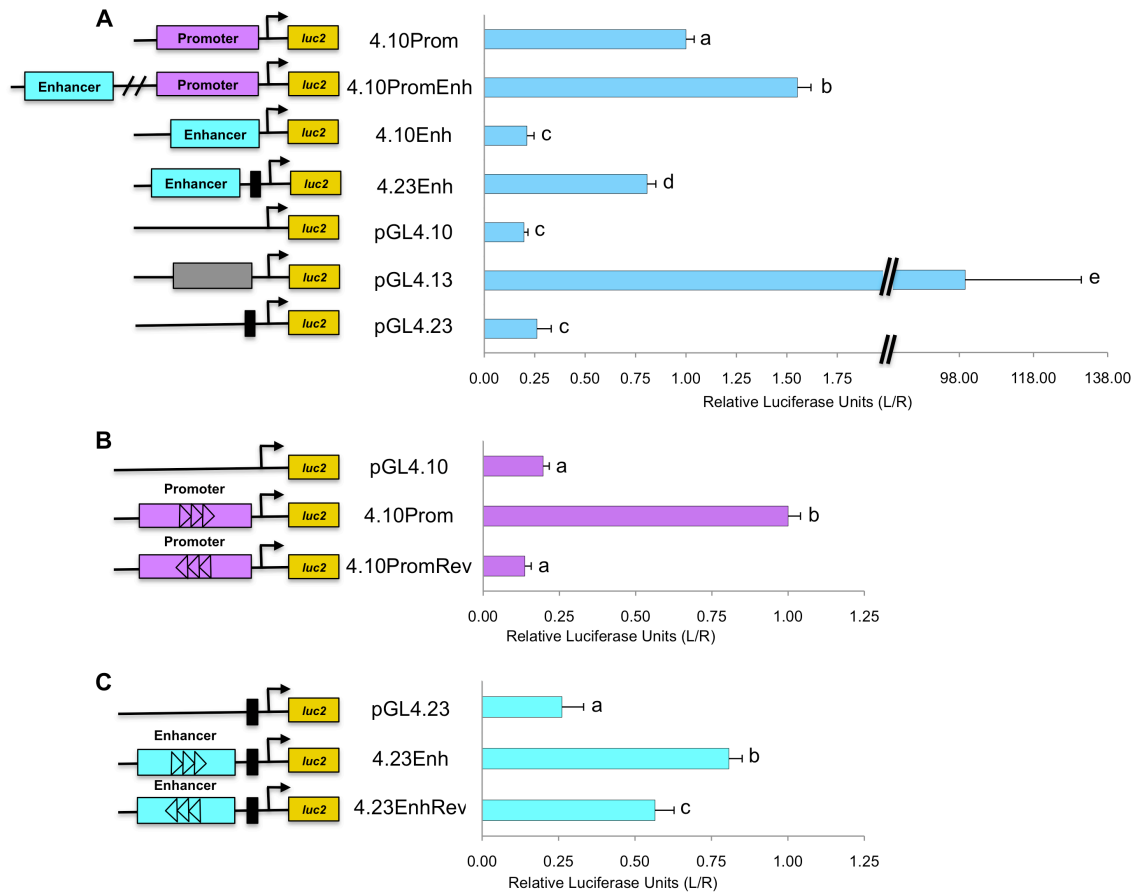 A
Promoter luc2 4.10Prom a
Enhancer Promoter luc2 4.10PromEnh b
Enhancer luc2 4.10Enh c
Enhancer luc2 4.23Enh d
luc2 pGL4.10 c
luc2 pGL4.13 e
luc2 pGL4.23 c
0.00 0.25 0.50 0.75 1.00 1.25 1.50 1.75 98.00 118.00 138.00
Relative Luciferase Units (L/R)
B
luc2 pGL4.10 a
Promoter
luc2 4.10Prom b
Promoter
luc2 4.10PromRev a
0.00 0.25 0.50 0.75 1.00 1.25
Relative Luciferase Units (L/R)
C
luc2 pGL4.23 a
Enhancer
luc2 4.23Enh b
Enhancer
luc2 4.23EnhRev c
0.00 0.25 0.50 0.75 1.00 1.25
Relative Luciferase Units (L/R)